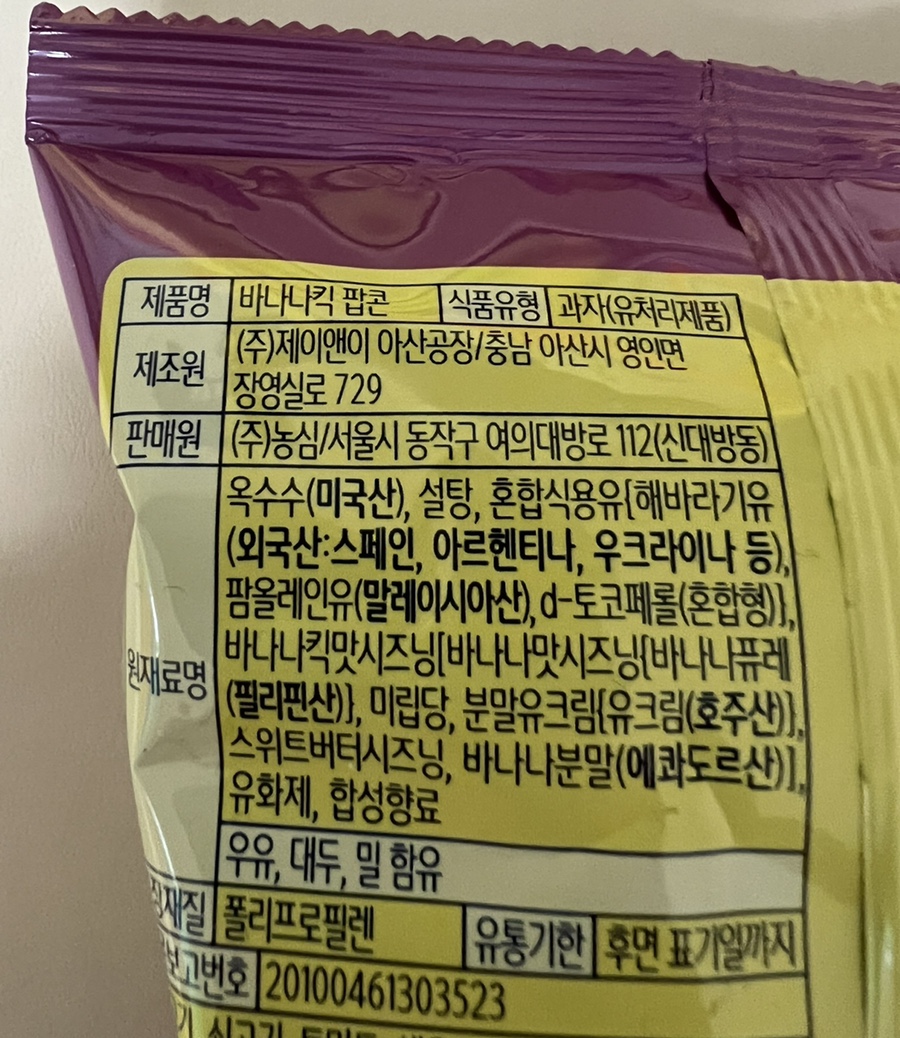 제품명 바나나킥 팝콘 식품유형 과자(유처리제품)
제조원 (주)제이앤이 아산공장/충남 아산시 영인면
장영실로 729
판매원 (주)농심/서울시 동작구 여의대방로 112(신대방동)
원재료명 옥수수(미국산), 설탕, 혼합식용유{해바라기유
(외국산:스페인, 아르헨티나, 우크라이나 등),
팜올레인유(말레이시아산), d-토코페롤(혼합형)},
바나나킥맛시즈닝[바나나맛시즈닝{바나나퓨레
(필리핀산)}, 미립당, 분말유크림{유크림(호주산)},
스위트버터시즈닝, 바나나분말(에콰도르산)],
유화제, 합성향료
우유, 대두, 밀 함유
폴리프로필렌 유통기한 후면 표기일까지
보고번호 20100461303523
쇠고기, 토마토,